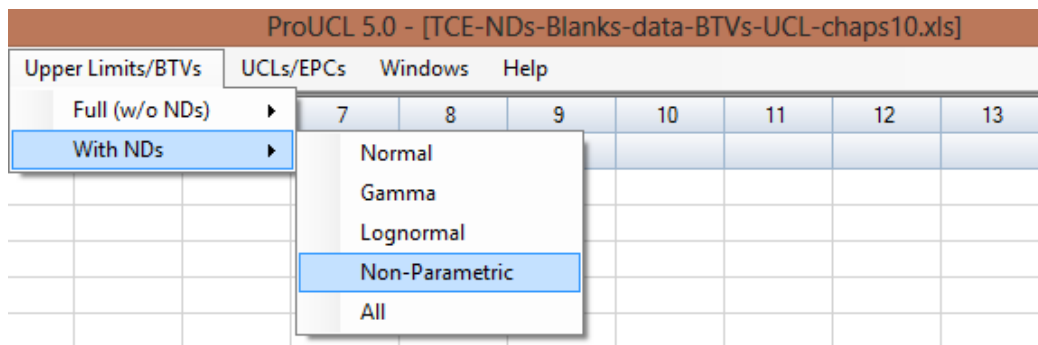 ProUCL 5.0 - [TCE-NDs-Blanks-data-BTVs-UCL-chaps10.xls]
Upper Limits/BTVs UCLs/EPCs Windows Help
Full (w/o NDs) 7 8 9 10 11 12 13
With NDs
Normal
Gamma
Lognormal
Non-Parametric
All